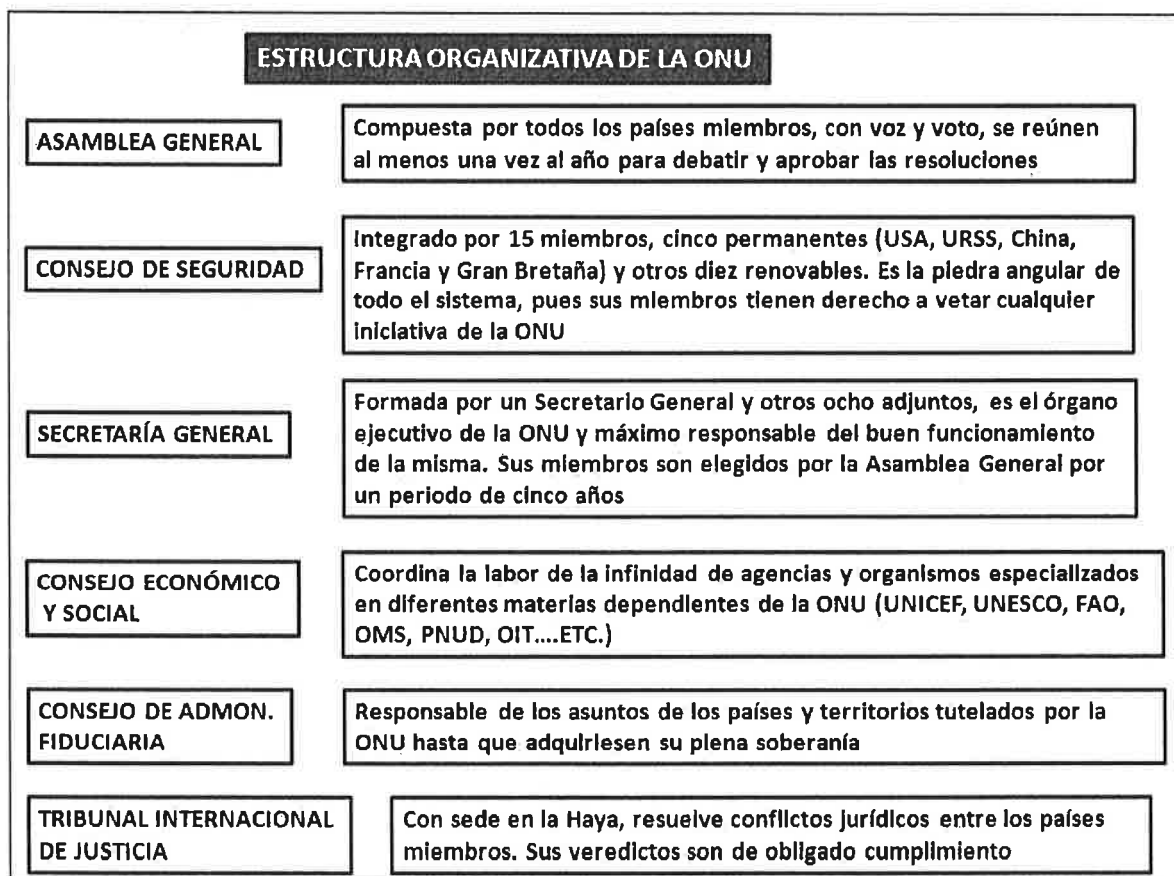 ESTRUCTURA ORGANIZATIVA DE LA ONU
ASAMBLEA GENERAL
Compuesta por todos los países miembros, con voz y voto, se reúnen
al menos una vez al año para debatir y aprobar las resoluciones
CONSEJO DE SEGURIDAD
Integrado por 15 miembros, cinco permanentes (USA, URSS, China,
Francia y Gran Bretaña) y otros diez renovables. Es la piedra angular de
todo el sistema, pues sus miembros tienen derecho a vetar cualquier
iniciativa de la ONU
SECRETARÍA GENERAL
Formada por un Secretario General y otros ocho adjuntos, es el órgano
ejecutivo de la ONU y máximo responsable del buen funcionamiento
de la misma. Sus miembros son elegidos por la Asamblea General por
un periodo de cinco años
CONSEJO ECONÓMICO
Y SOCIAL
Coordina la labor de la infinidad de agencias y organismos especializados
en diferentes materias dependientes de la ONU (UNICEF, UNESCO, FAO,
OMS, PNUD, OIT....ETC.)
CONSEJO DE ADMON.
FIDUCIARIA
Responsable de los asuntos de los países y territorios tutelados por la
ONU hasta que adquiriesen su plena soberanía
TRIBUNAL INTERNACIONAL
DE JUSTICIA
Con sede en la Haya, resuelve conflictos jurídicos entre los países
miembros. Sus veredictos son de obligado cumplimiento